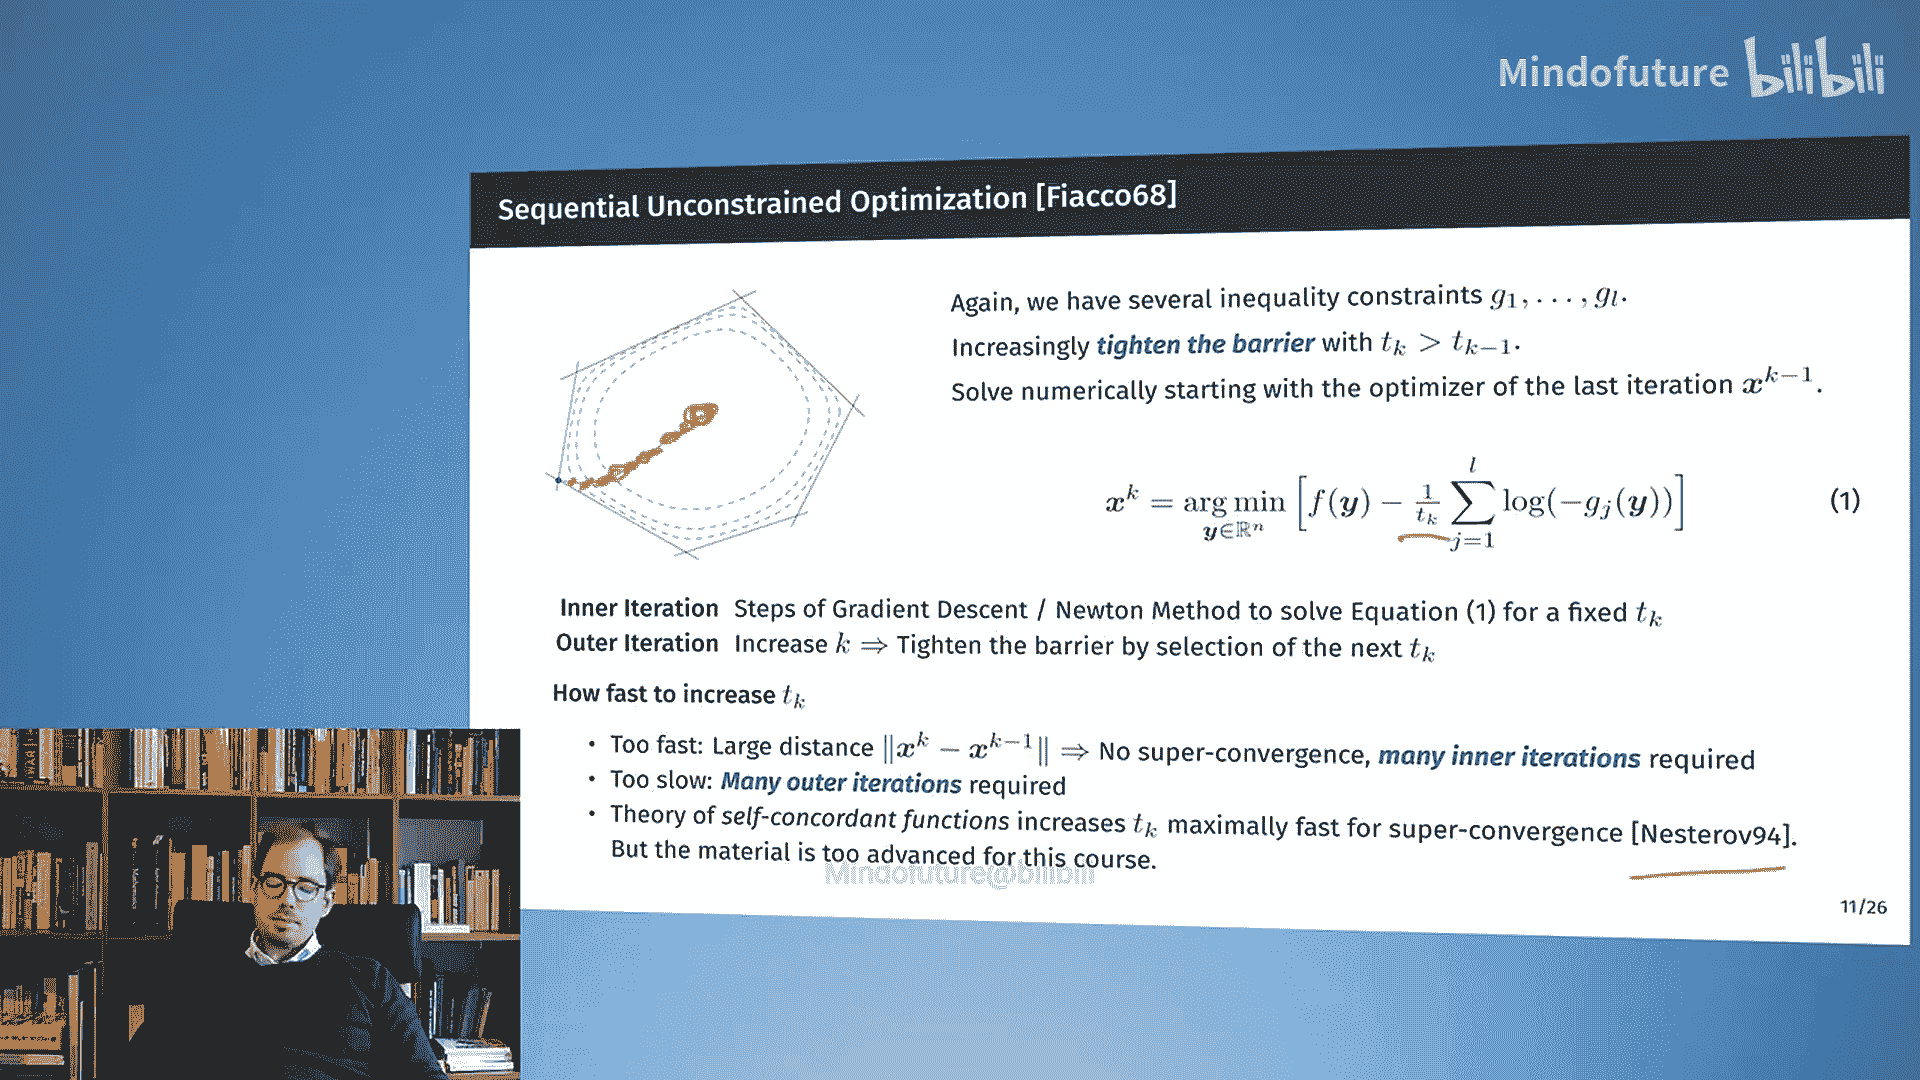 Mindofuture bilibili
Sequential Unconstrained Optimization [Fiacco68]
Again, we have several inequality constraints g₁, . . . , gₗ.
Increasingly tighten the barrier with tₖ > tₖ₋₁.
Solve numerically starting with the optimizer of the last iteration xᵏ⁻¹.
xᵏ = arg min_{y∈ℝⁿ} [f(y) − 1/tₖ ∑_{j=1}^{l} log(−gⱼ(y))] (1)
Inner Iteration Steps of Gradient Descent / Newton Method to solve Equation (1) for a fixed tₖ
Outer Iteration Increase k ⇒ Tighten the barrier by selection of the next tₖ
How fast to increase tₖ
• Too fast: Large distance ‖xᵏ − xᵏ⁻¹‖ ⇒ No super-convergence, many inner iterations required
• Too slow: Many outer iterations required
• Theory of self-concordant functions increases tₖ maximally fast for super-convergence [Nesterov94].
But the material is too advanced for this course.
Mindofuture@bilibili
11/26